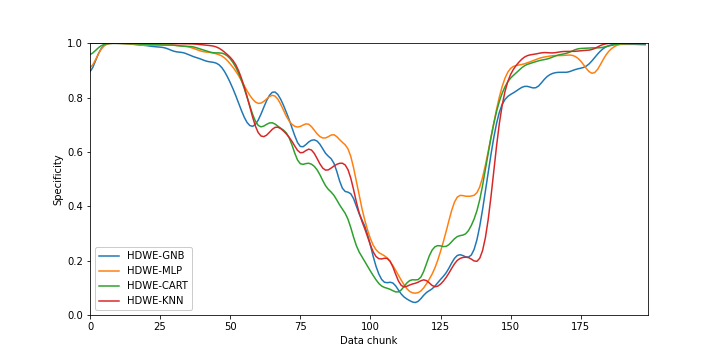 1.0
0.8
0.6
0.4
0.2
0.0
Specificity
HDWE-GNB
HDWE-MLP
HDWE-CART
HDWE-KNN
0 25 50 75 100 125 150 175
Data chunk